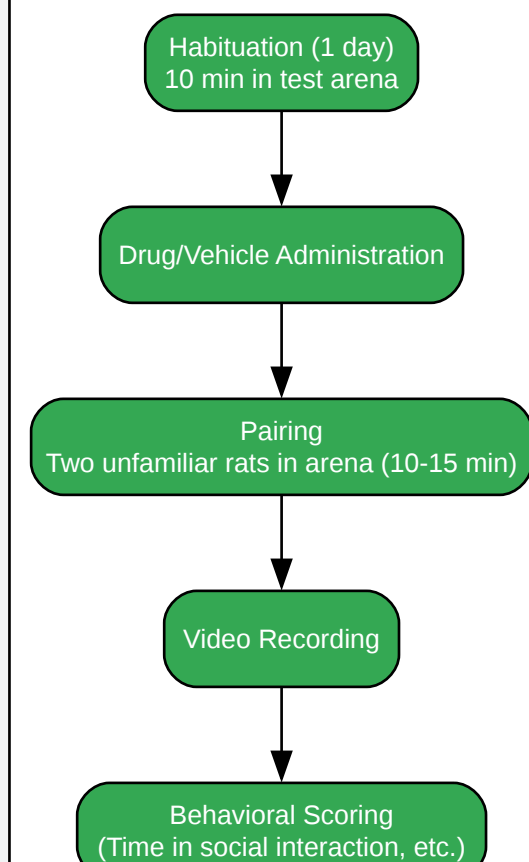 Habituation (1 day)
10 min in test arena
Drug/Vehicle Administration
Pairing
Two unfamiliar rats in arena (10-15 min)
Video Recording
Behavioral Scoring
(Time in social interaction, etc.)